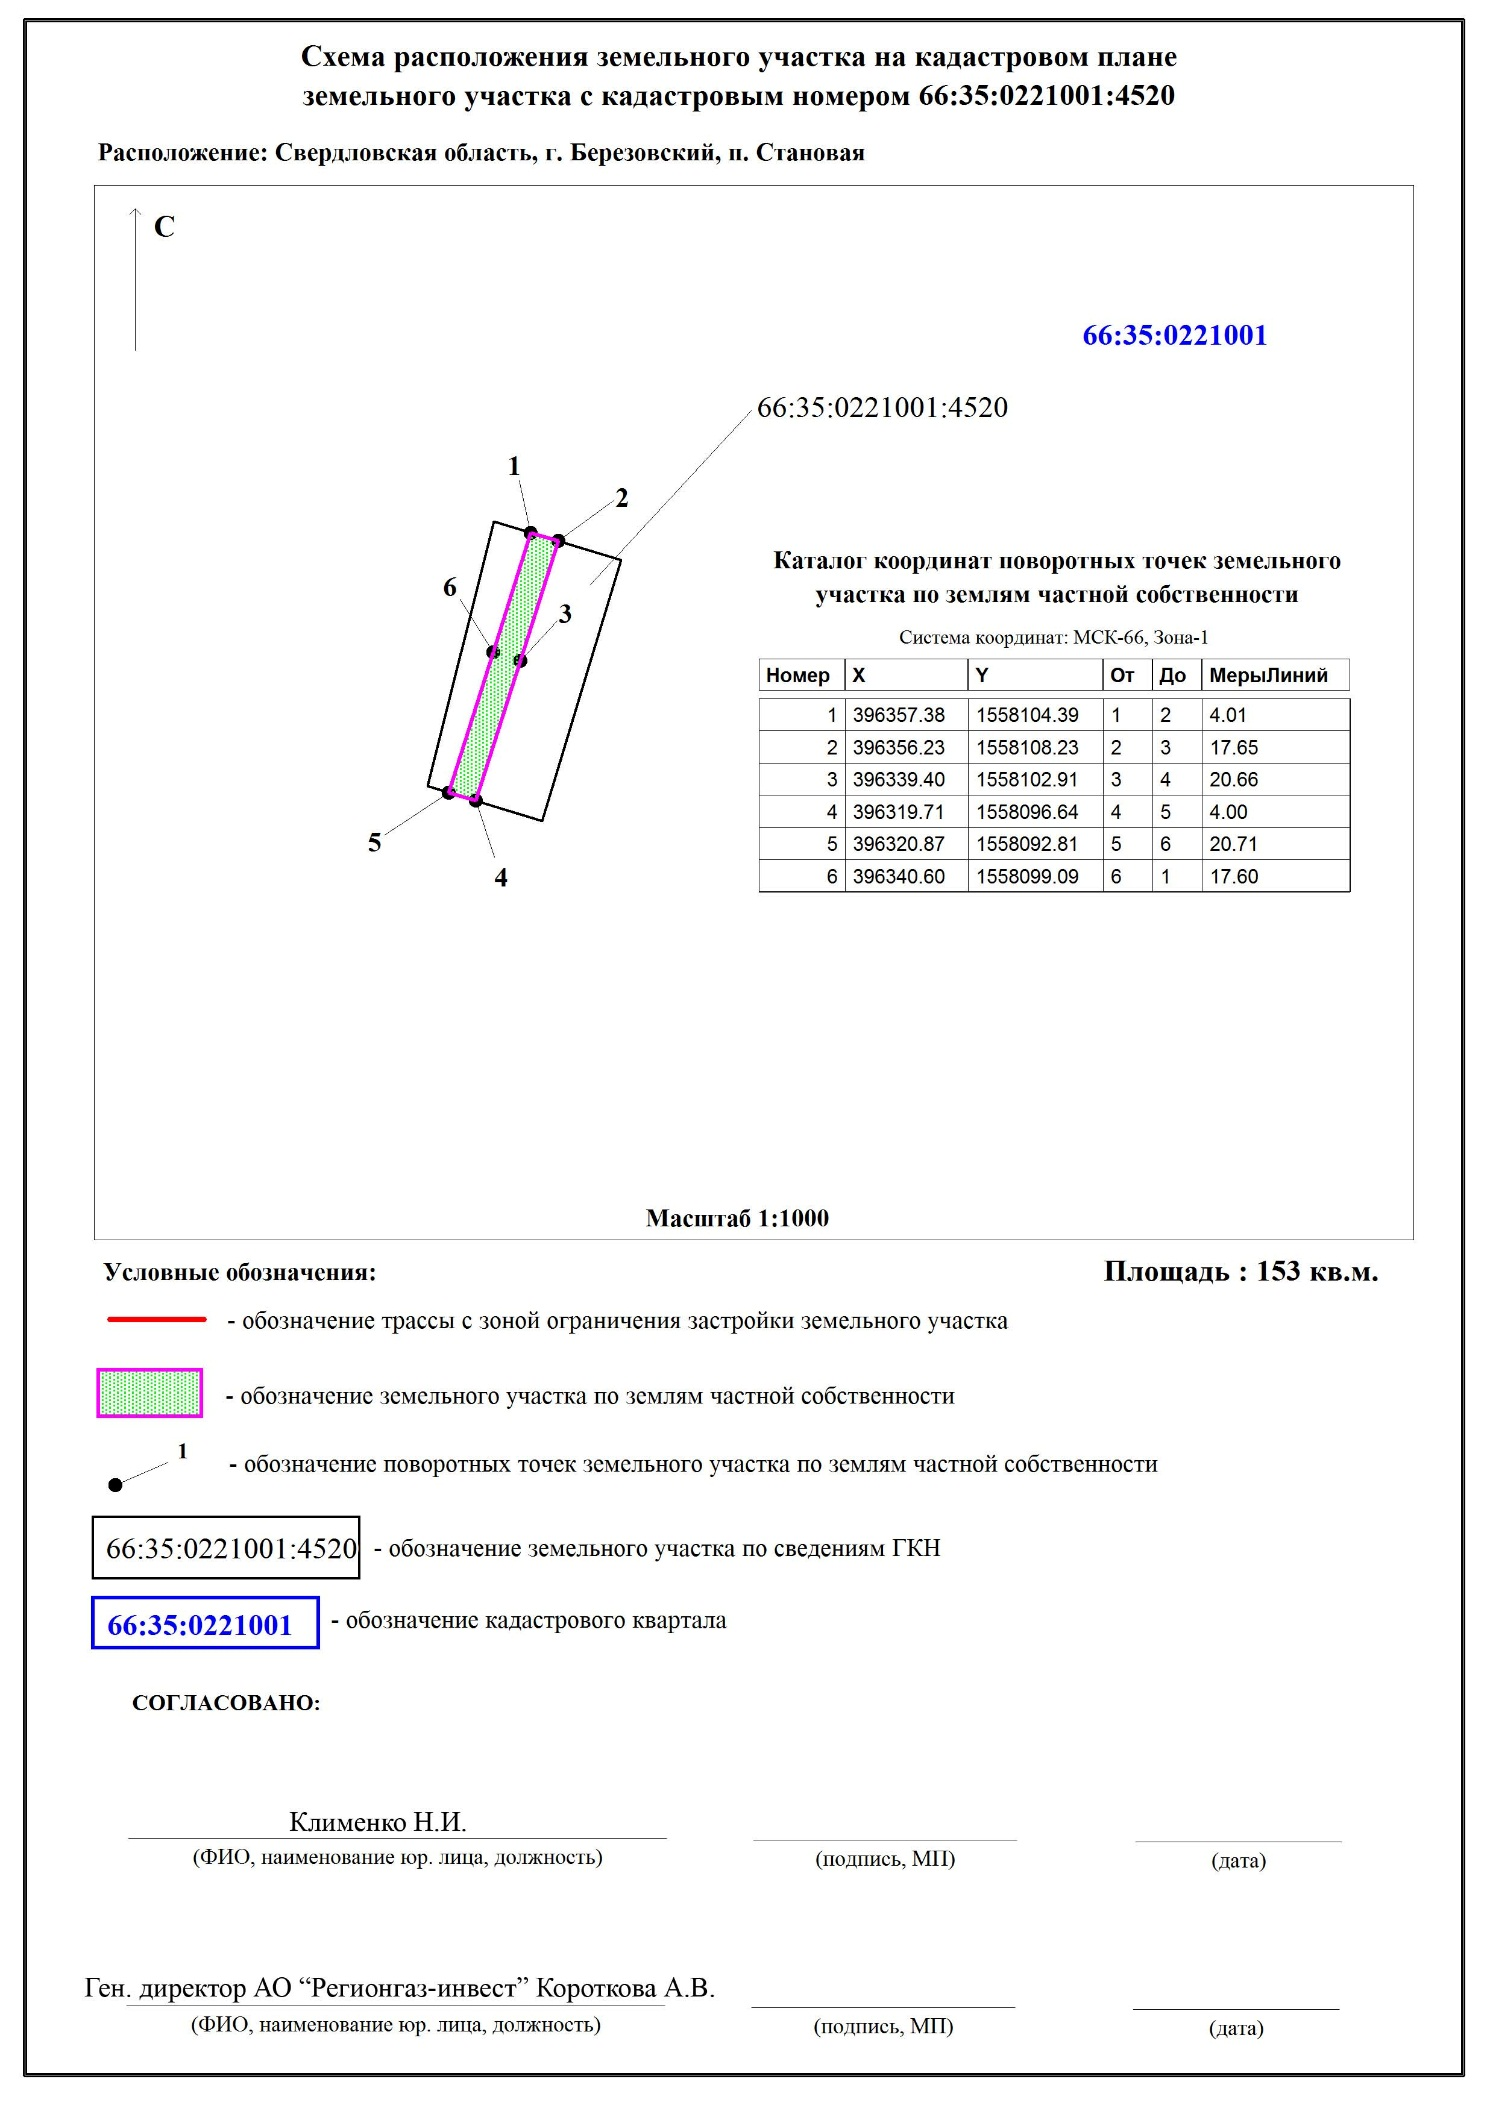 Схема расположения земельного участка на кадастровом плане
земельного участка с кадастровым номером 66:35:0221001:4520
Расположение: Свердловская область, г. Березовский, п. Становая
С
66:35:0221001
66:35:0221001:4520
1
2
6
3
5
4
Каталог координат поворотных точек земельного
участка по землям частной собственности
Система координат: МСК-66, Зона-1
Номер X Y От До МерыЛиний
1 396357.38 1558104.39 1 2 4.01
2 396356.23 1558108.23 2 3 17.65
3 396339.40 1558102.91 3 4 20.66
4 396319.71 1558096.64 4 5 4.00
5 396320.87 1558092.81 5 6 20.71
6 396340.60 1558099.09 6 1 17.60
Масштаб 1:1000
Условные обозначения: Площадь : 153 кв.м.
- обозначение трассы с зоной ограничения застройки земельного участка
- обозначение земельного участка по землям частной собственности
1 - обозначение поворотных точек земельного участка по землям частной собственности
66:35:0221001:4520 - обозначение земельного участка по сведениям ГКН
66:35:0221001 - обозначение кадастрового квартала
СОГЛАСОВАНО:
Клименко Н.И.
(ФИО, наименование юр. лица, должность) (подпись, МП) (дата)
Ген. директор АО “Регионгаз-инвест” Короткова А.В.
(ФИО, наименование юр. лица, должность) (подпись, МП) (дата)